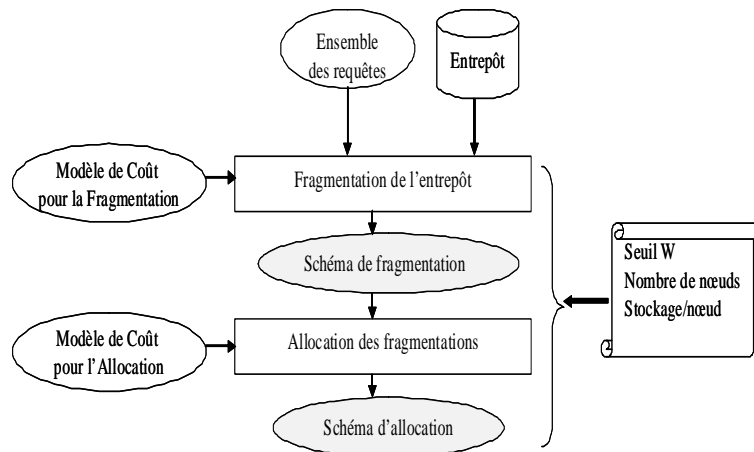 Ensemble
des requêtes
Entrepôt
Modèle de Coût
pour la Fragmentation
Fragmentation de l'entrepôt
Schéma de fragmentation
Seuil W
Nombre de nœuds
Stockage/nœud
Modèle de Coût
pour l'Allocation
Allocation des fragmentations
Schéma d'allocation